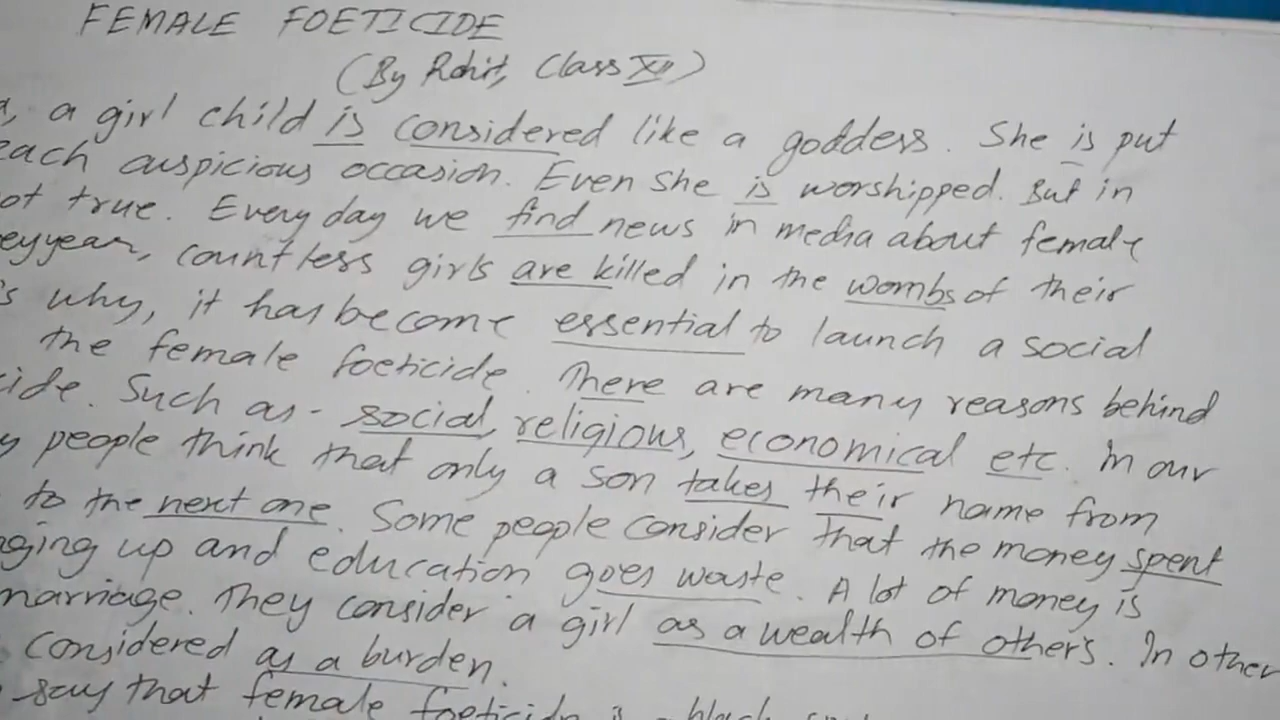 FEMALE FOETICIDE
(By Rohit, Class XII)
a girl child is considered like a goddess. She is put
each auspicious occasion. Even she is worshipped. But in
ot true. Every day we find news in media about female
eyyear, countless girls are killed in the wombs of their
s why, it has become essential to launch a social
the female foeticide. There are many reasons behind
cide. Such as - social, religious, economical etc. In our
y people think that only a son takes their name from
to the next one. Some people consider that the money spent
nging up and education goes waste. A lot of money is
marriage. They consider a girl as a wealth of others. In other
considered as a burden.
say that female foeticide is black